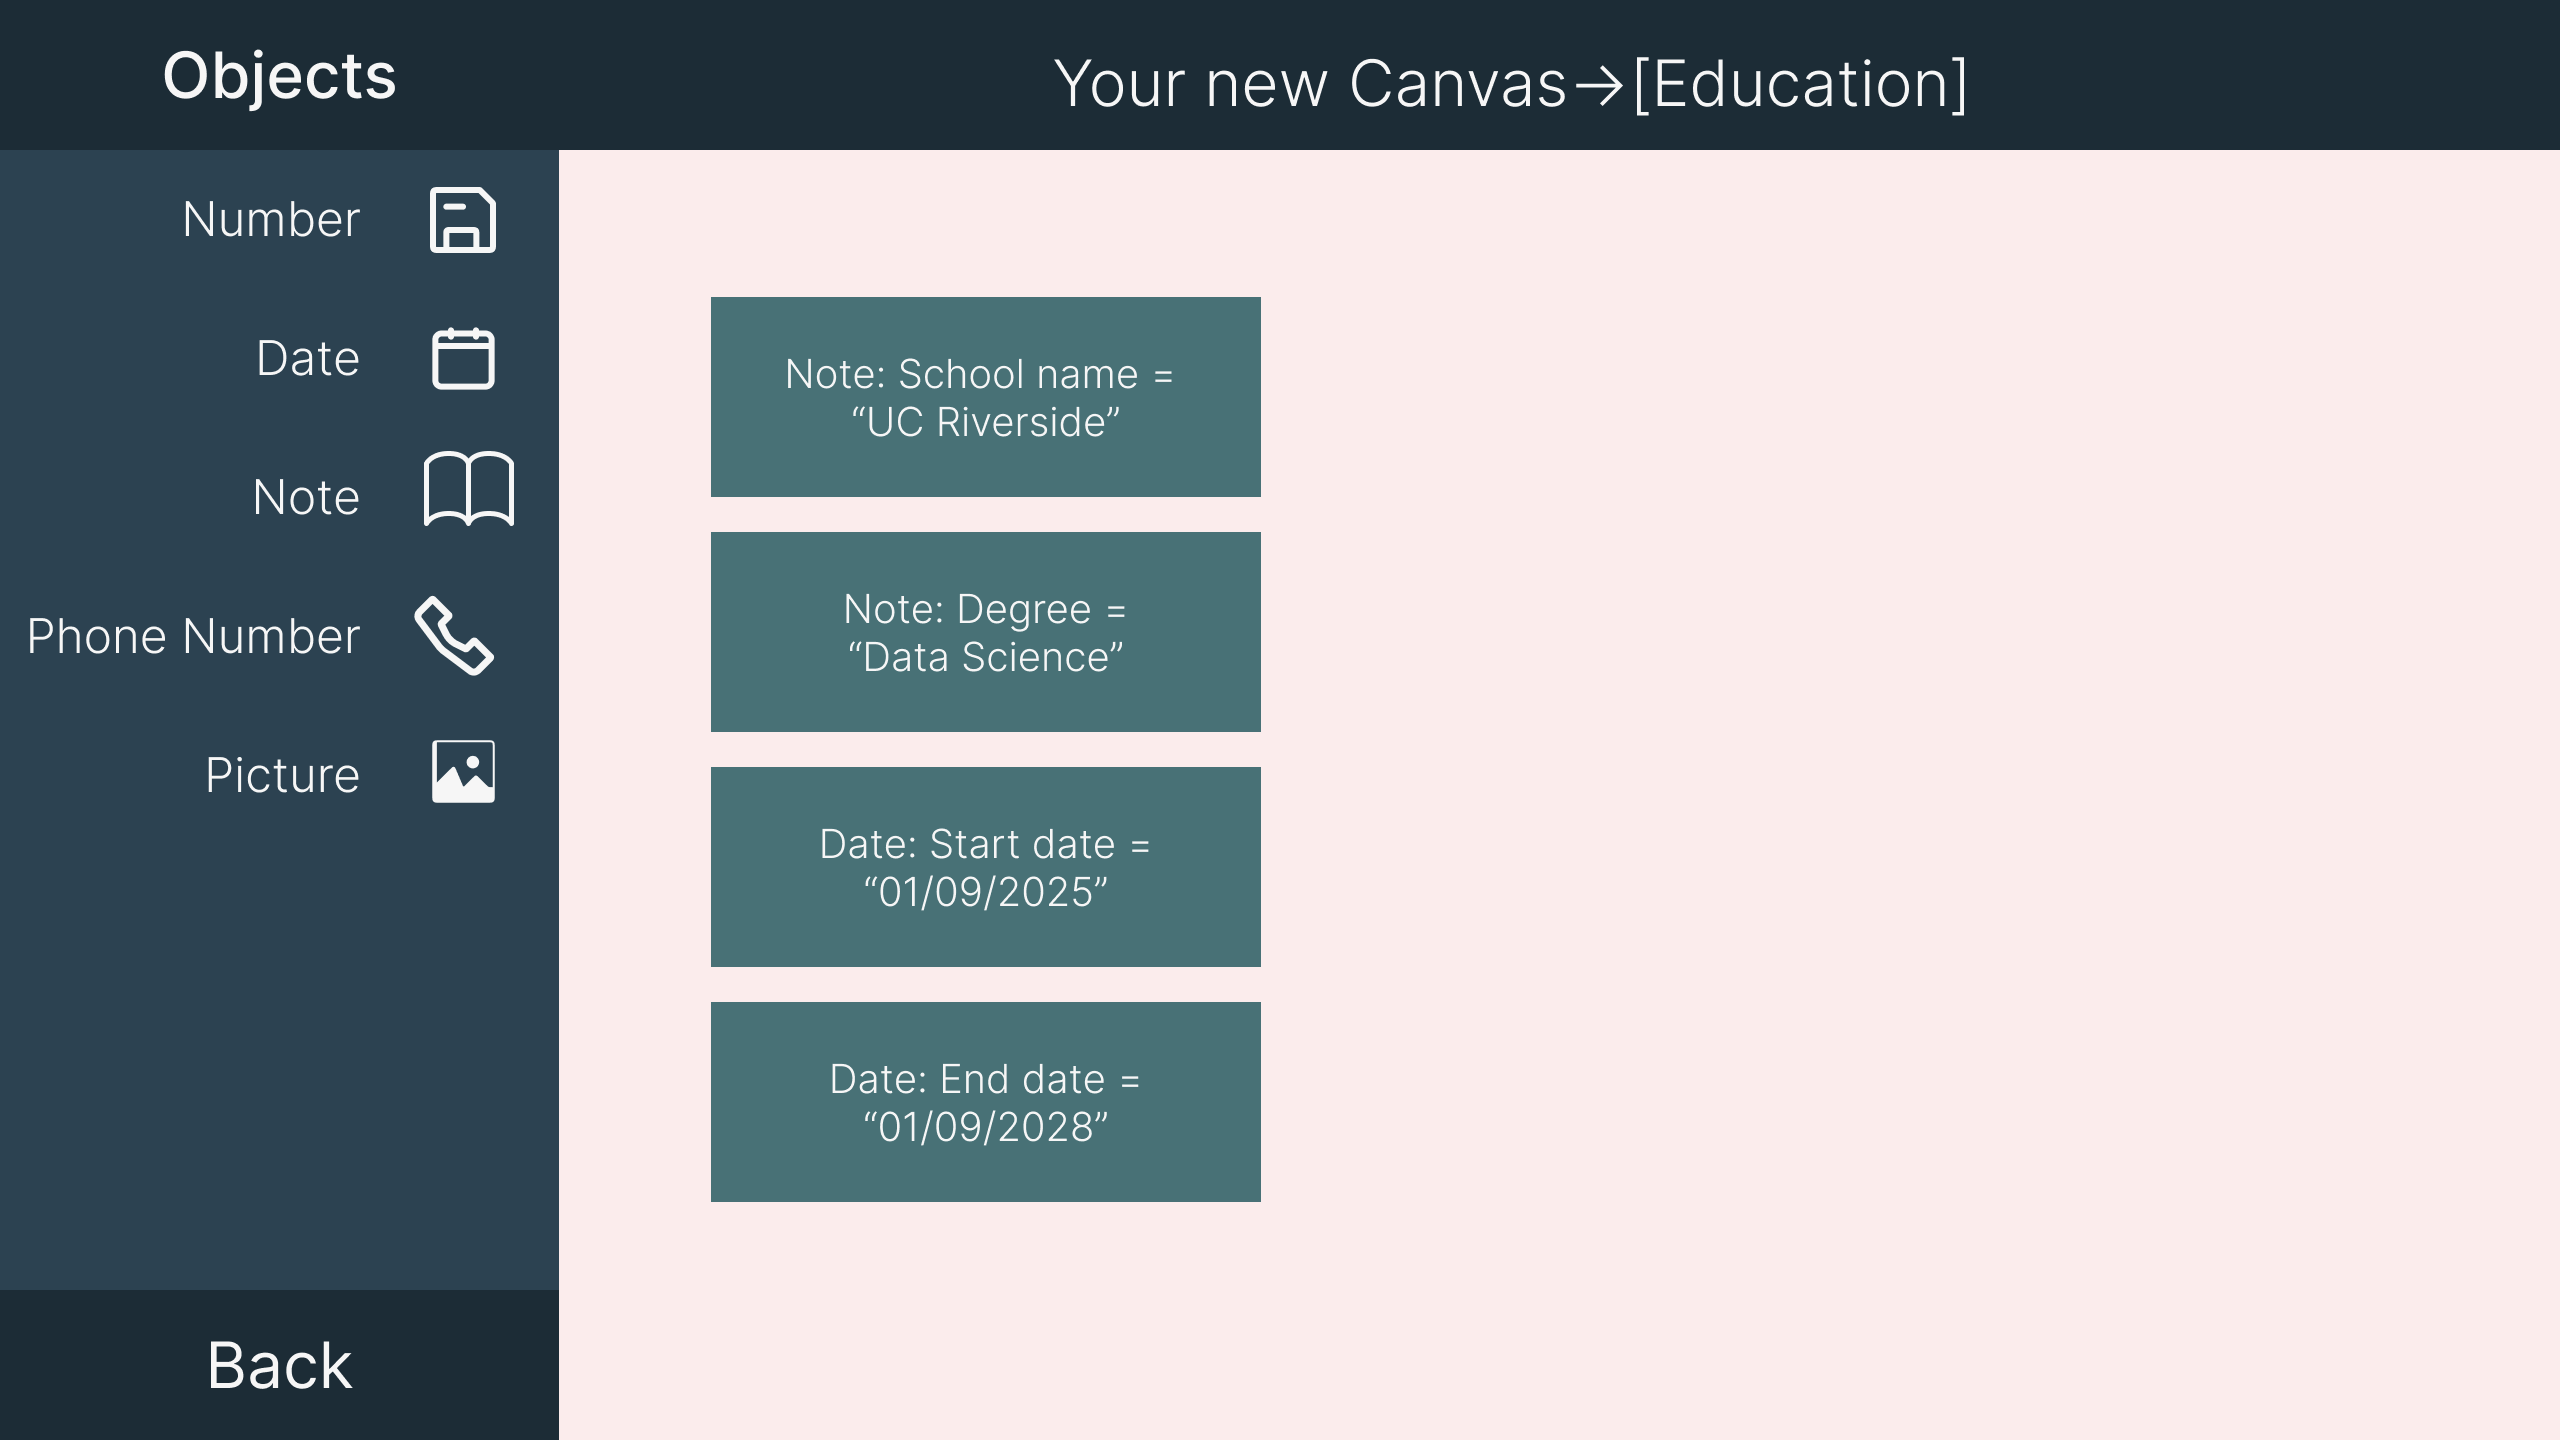 Objects
Your new Canvas→[Education]
Number
Date
Note
Phone Number
Picture
Back
Note: School name =
“UC Riverside”
Note: Degree =
“Data Science”
Date: Start date =
“01/09/2025”
Date: End date =
“01/09/2028”